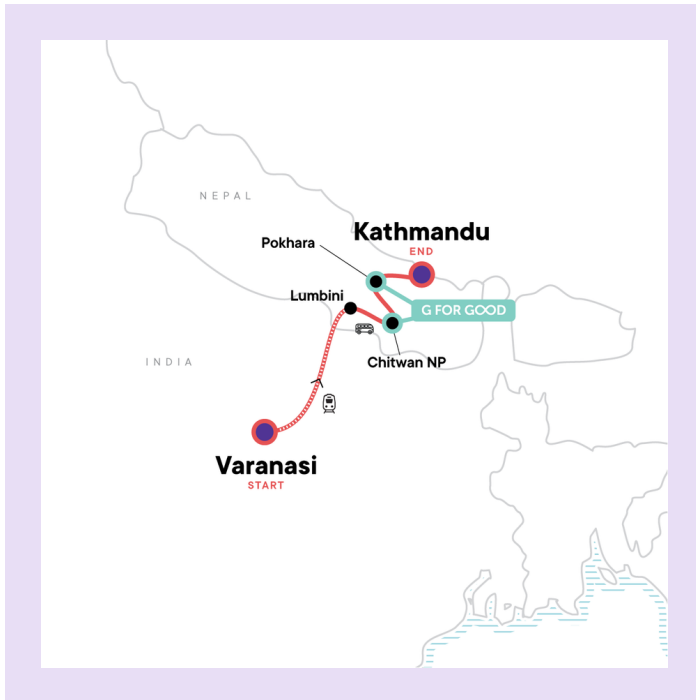 NEPAL
Kathmandu
END
Pokhara
Lumbini
G FOR GOOD
Chitwan NP
INDIA
Varanasi
START